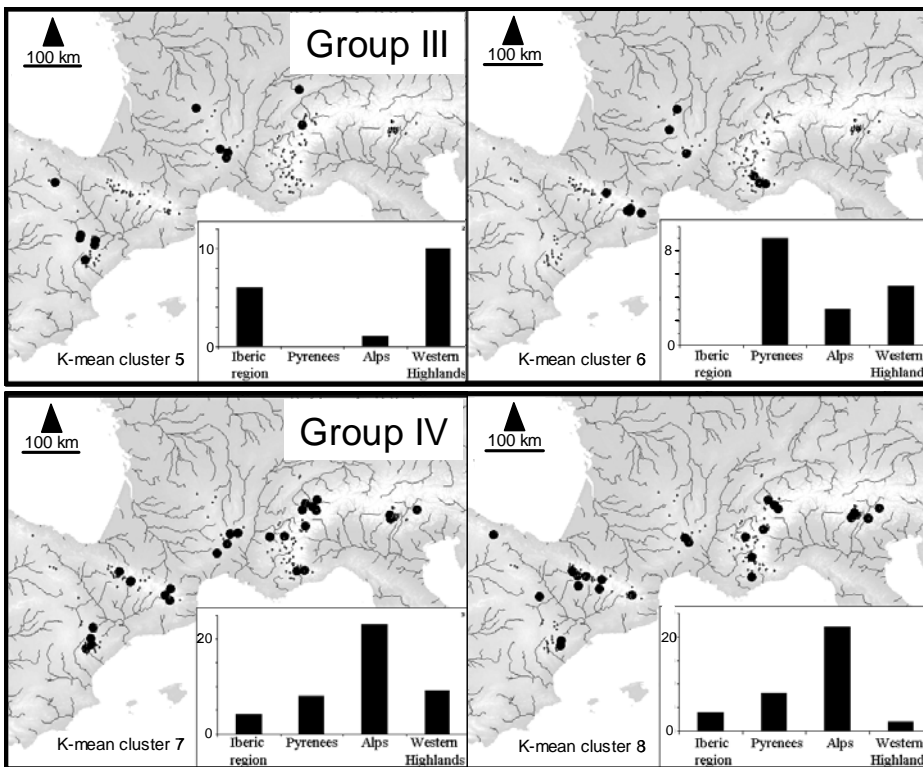 Group III
100 km
100 km
10
0
Iberic region
Pyrenees
Alps
Western Highlands
K-mean cluster 5
8
4
0
Iberic region
Pyrenees
Alps
Western Highlands
K-mean cluster 6
Group IV
100 km
100 km
20
0
Iberic region
Pyrenees
Alps
Western Highlands
K-mean cluster 7
20
0
Iberic region
Pyrenees
Alps
Western Highland
K-mean cluster 8